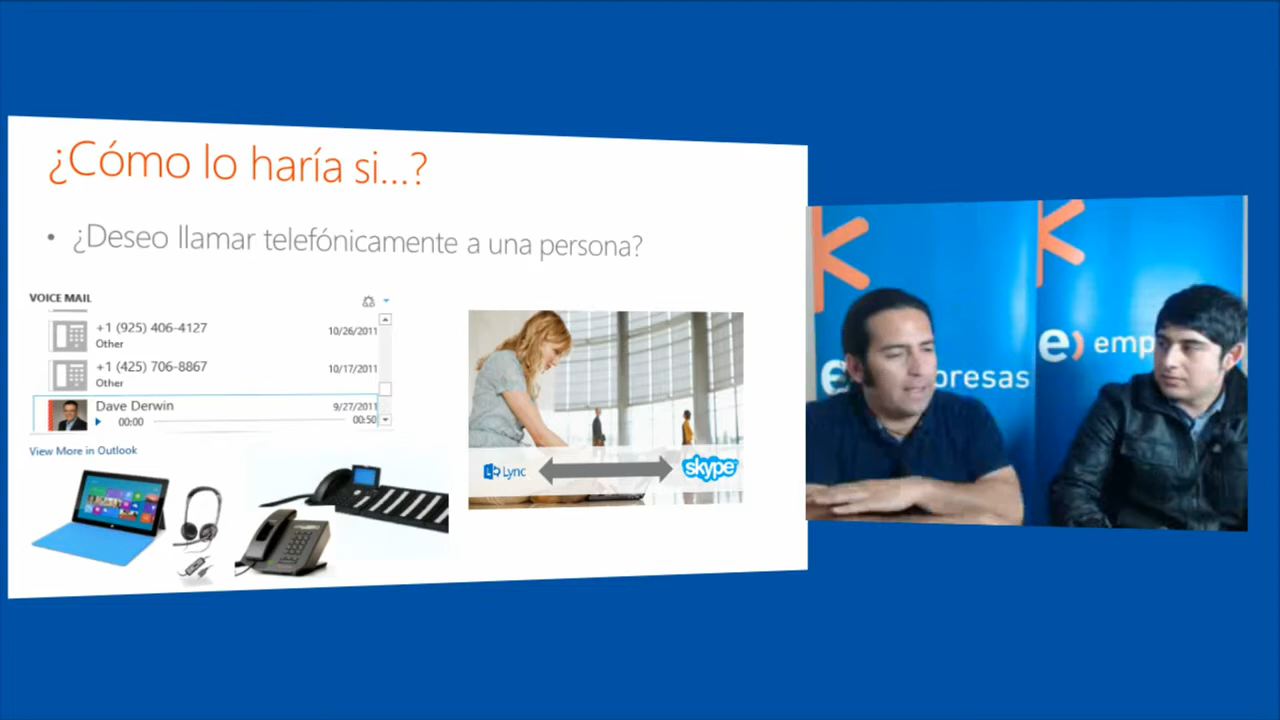 ¿Cómo lo haría si...?
• ¿Deseo llamar telefónicamente a una persona?
VOICE MAIL
+1 (925) 406-4127
10/26/2011
Other
+1 (425) 706-8867
10/17/2011
Other
Dave Derwin
9/27/2011
00:00
00:50
View More in Outlook
Lync
skype
e) empresas
e) emp